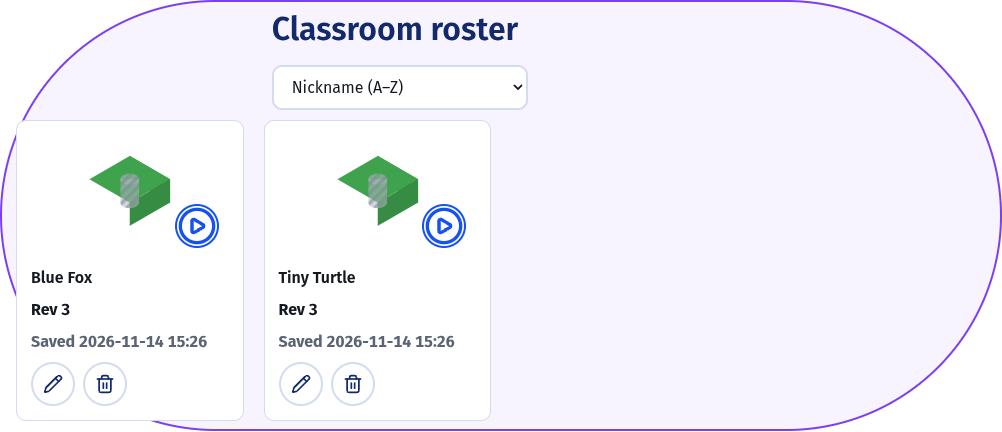 Classroom roster
Nickname (A–Z)
Blue Fox
Rev 3
Saved 2026-11-14 15:26
Tiny Turtle
Rev 3
Saved 2026-11-14 15:26